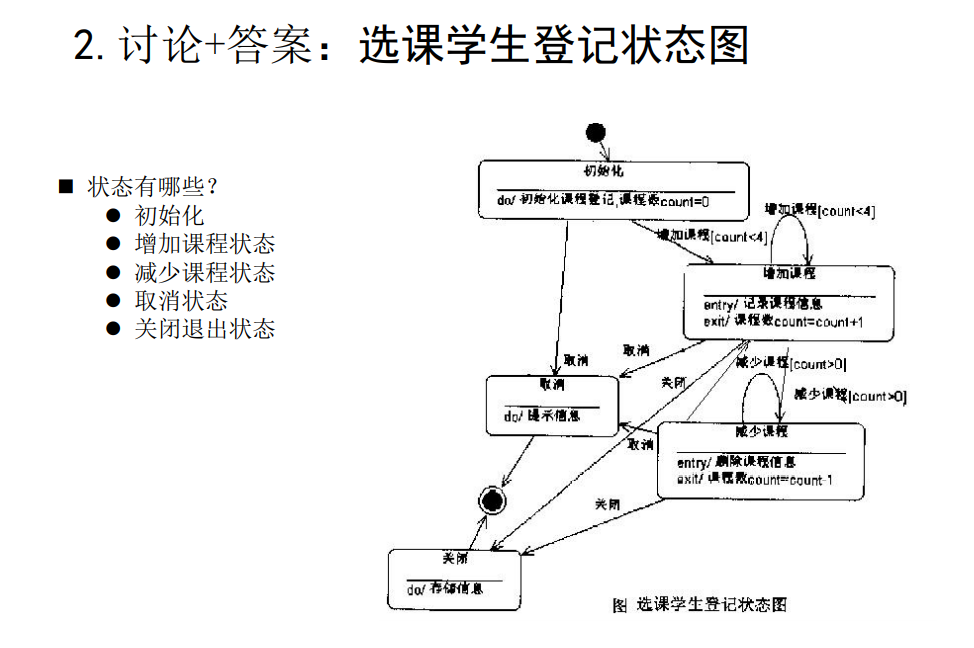 2.讨论+答案：选课学生登记状态图
■ 状态有哪些？
● 初始化
● 增加课程状态
● 减少课程状态
● 取消状态
● 关闭退出状态
初始化
do/ 初始化课程登记,课程数count=0
增加课程[count<4]
增加课程[count<4]
增加课程
entry/ 记录课程信息
exit/ 课程数count=count+1
取消
取消
减少课程[count>0]
关闭
减少课程[count>0]
取消
do/ 提示信息
减少课程
entry/ 删除课程信息
exit/ 课程数count=count-1
取消
关闭
关闭
do/ 存储信息
图 选课学生登记状态图